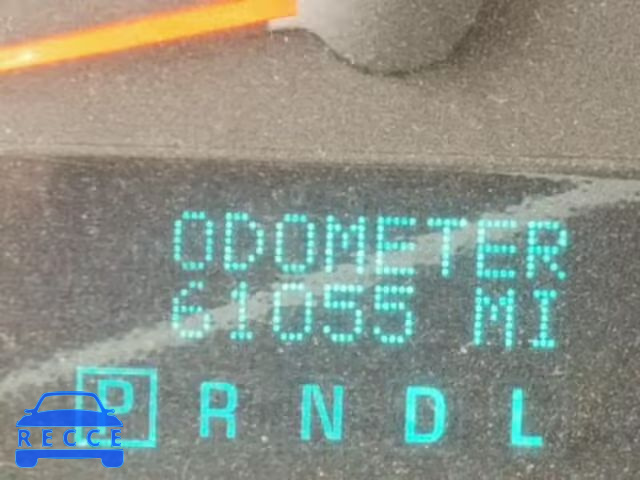 ODOMETER
61055 MI
P R N D L
RECCE